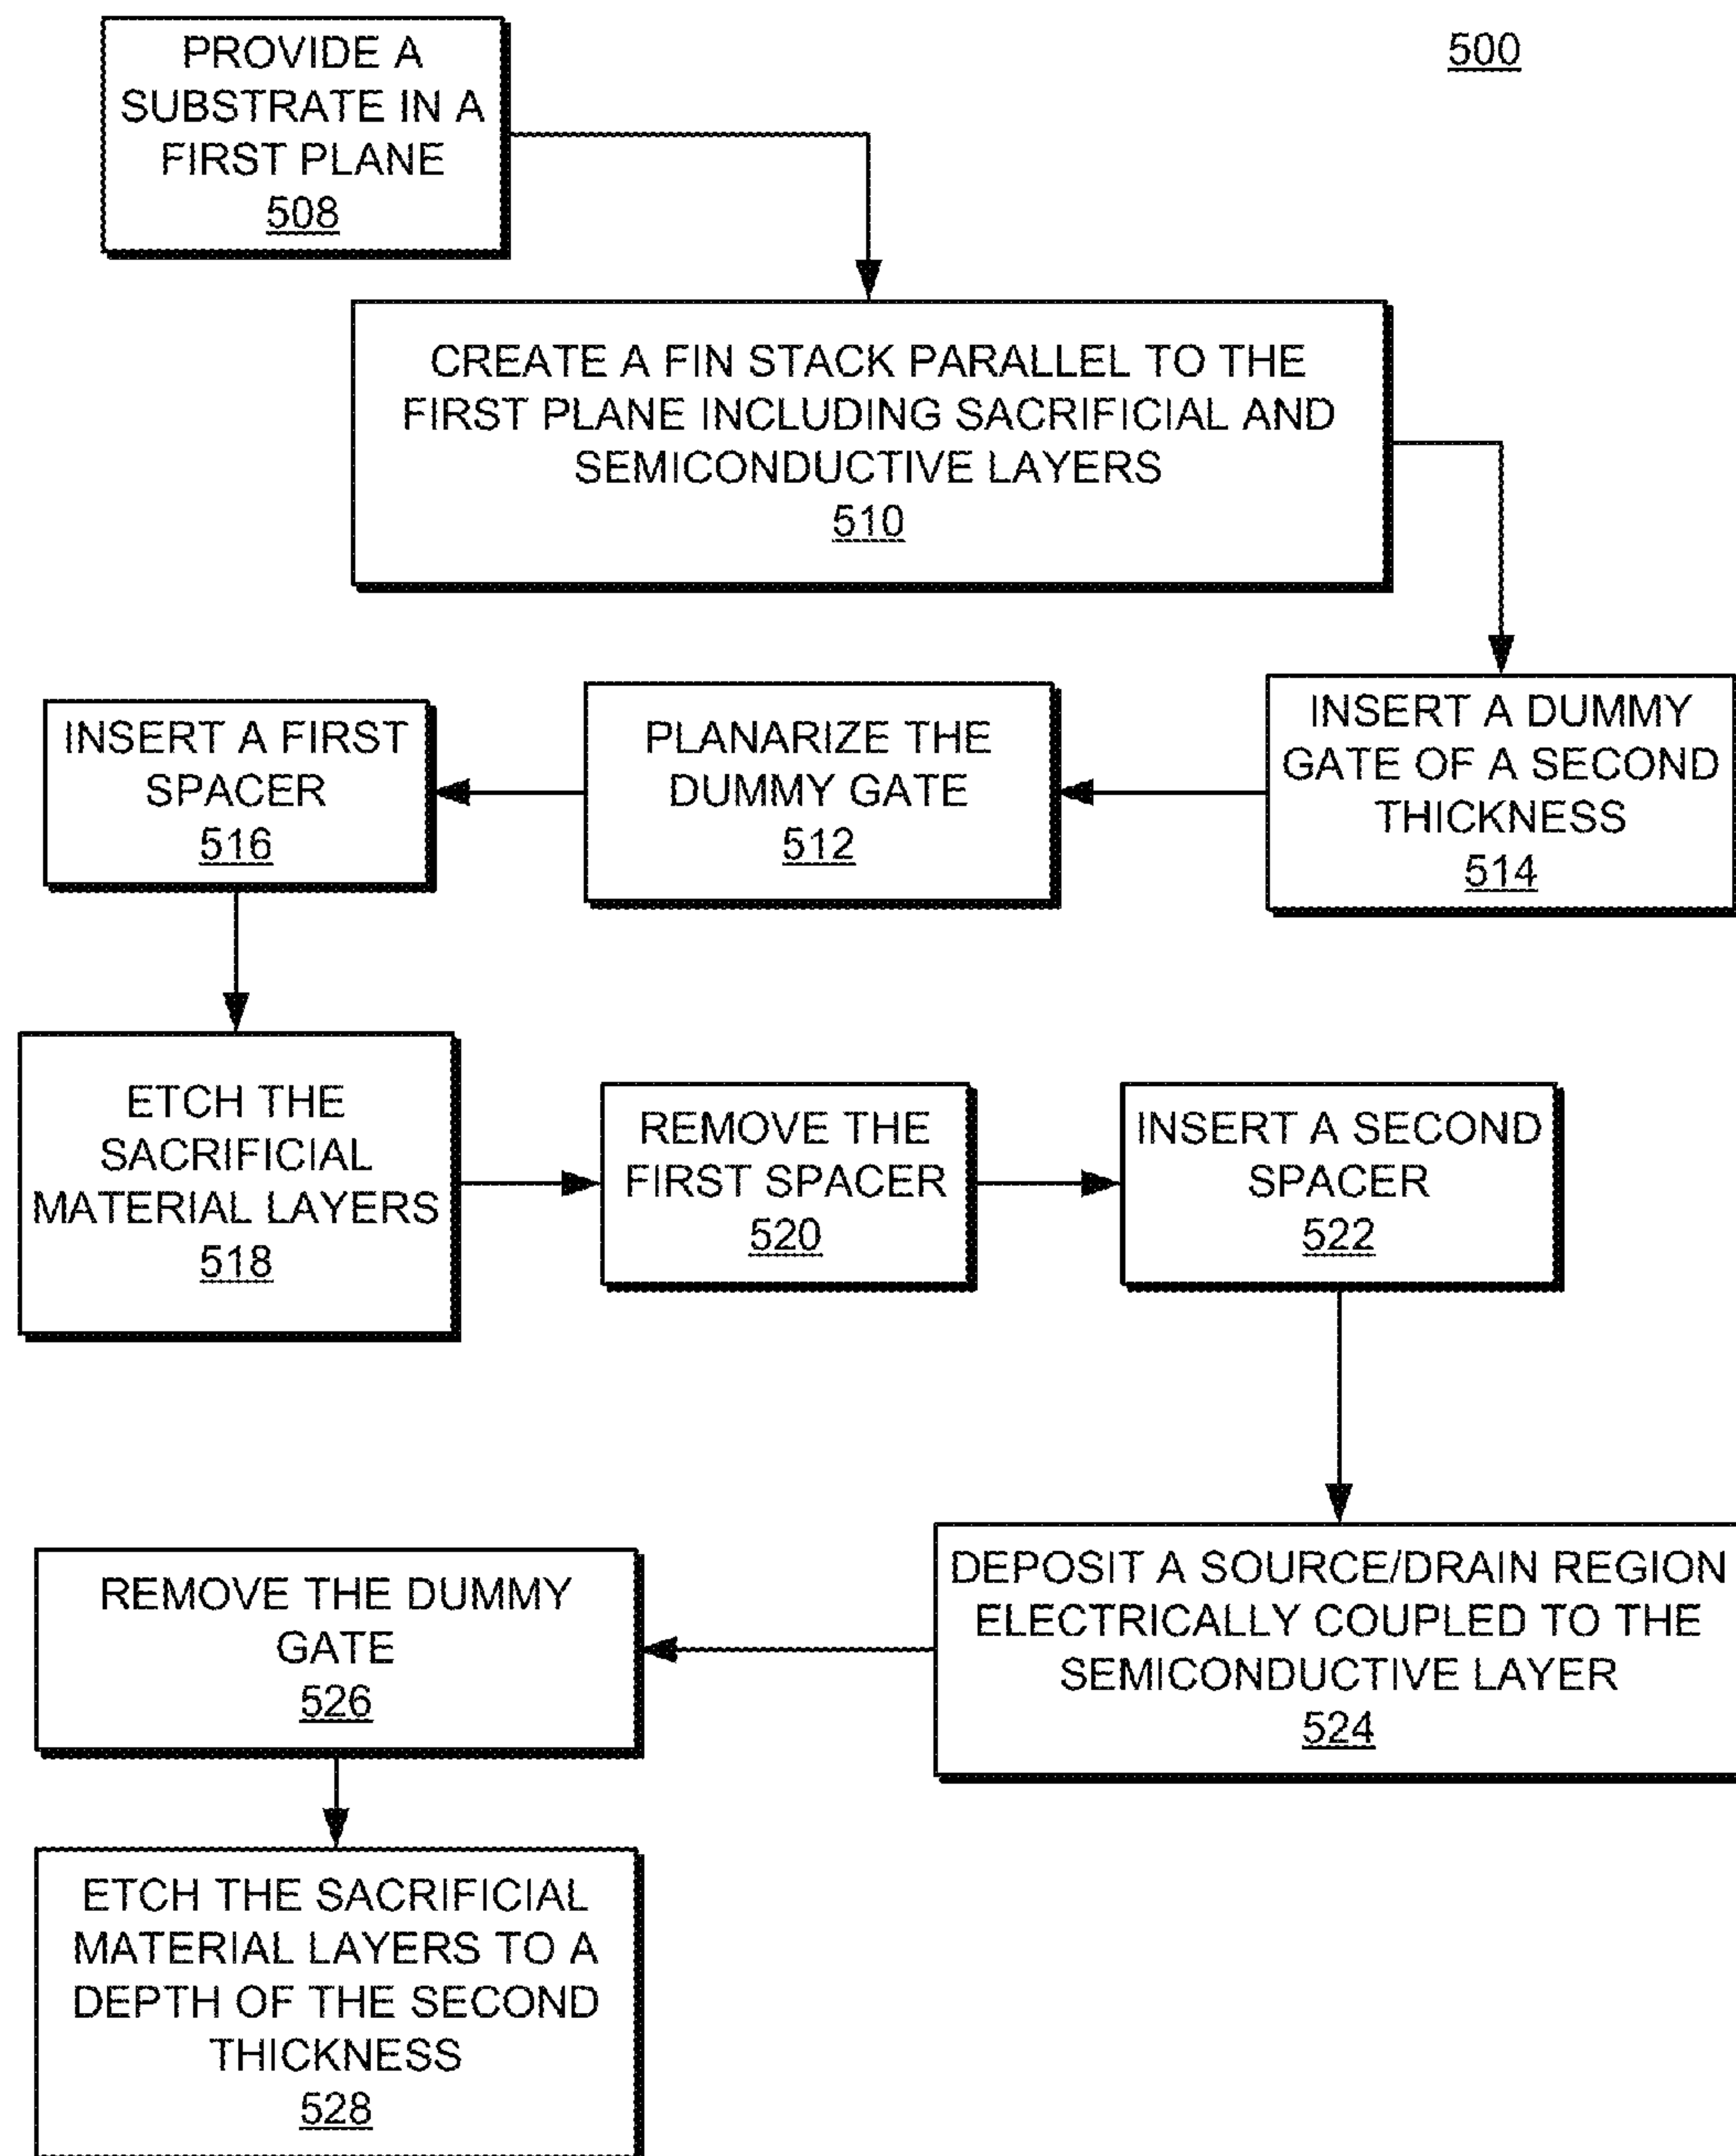 500
PROVIDE A
SUBSTRATE IN A
FIRST PLANE
508
CREATE A FIN STACK PARALLEL TO THE
FIRST PLANE INCLUDING SACRIFICIAL AND
SEMICONDUCTIVE LAYERS
510
INSERT A DUMMY
GATE OF A SECOND
THICKNESS
514
PLANARIZE THE
DUMMY GATE
512
INSERT A FIRST
SPACER
516
ETCH THE
SACRIFICIAL
MATERIAL LAYERS
518
REMOVE THE
FIRST SPACER
520
INSERT A SECOND
SPACER
522
DEPOSIT A SOURCE/DRAIN REGION
ELECTRICALLY COUPLED TO THE
SEMICONDUCTIVE LAYER
524
REMOVE THE DUMMY
GATE
526
ETCH THE SACRIFICIAL
MATERIAL LAYERS TO A
DEPTH OF THE SECOND
THICKNESS
528